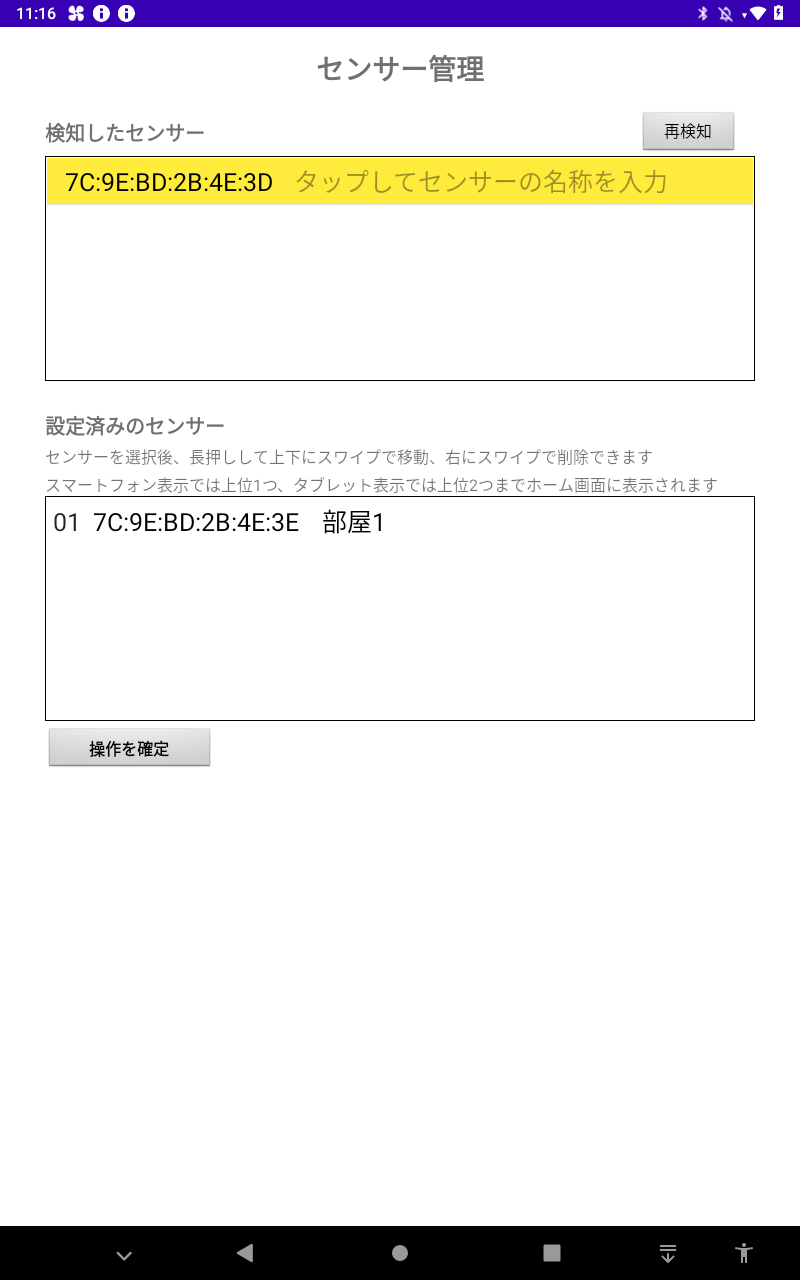 11:16
センサー管理
検知したセンサー
再検知
7C:9E:BD:2B:4E:3D タップしてセンサーの名称を入力
設定済みのセンサー
センサーを選択後、長押しして上下にスワイプで移動、右にスワイプで削除できます
スマートフォン表示では上位1つ、タブレット表示では上位2つまでホーム画面に表示されます
01 7C:9E:BD:2B:4E:3E 部屋1
操作を確定